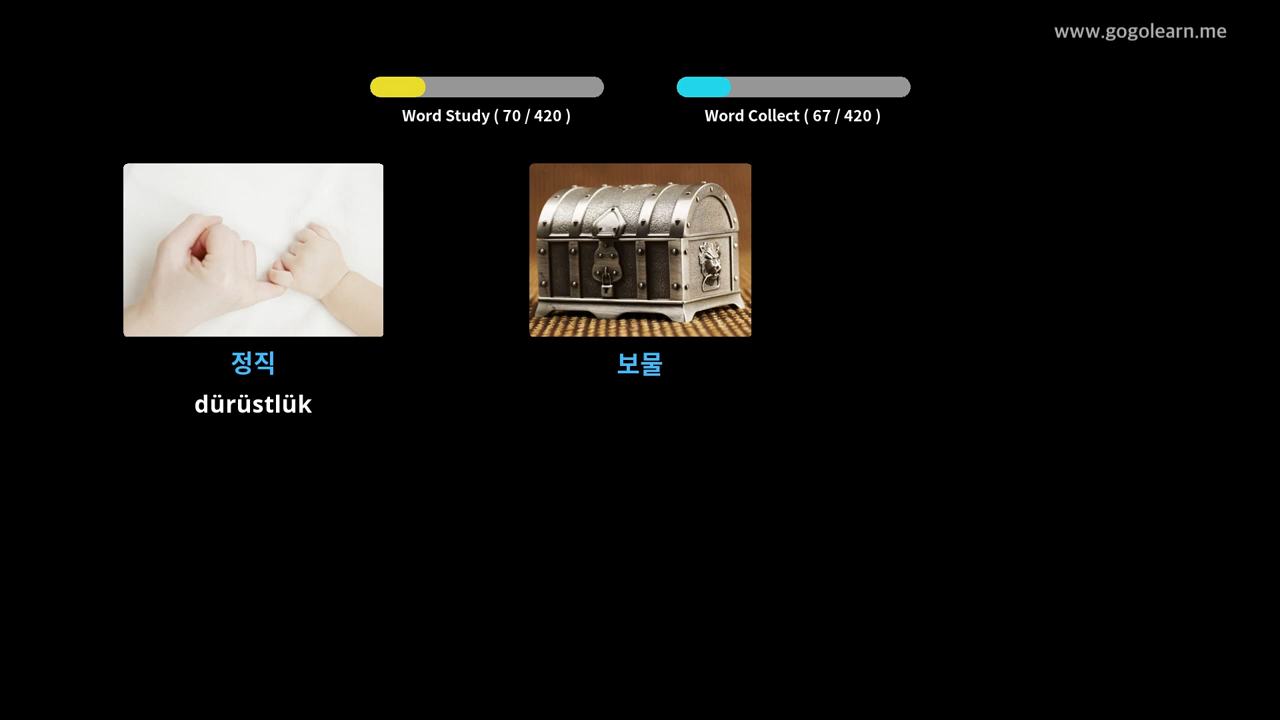 www.gogolearn.me
Word Study ( 70 / 420 )
Word Collect ( 67 / 420 )
정직
dürüstlük
보물